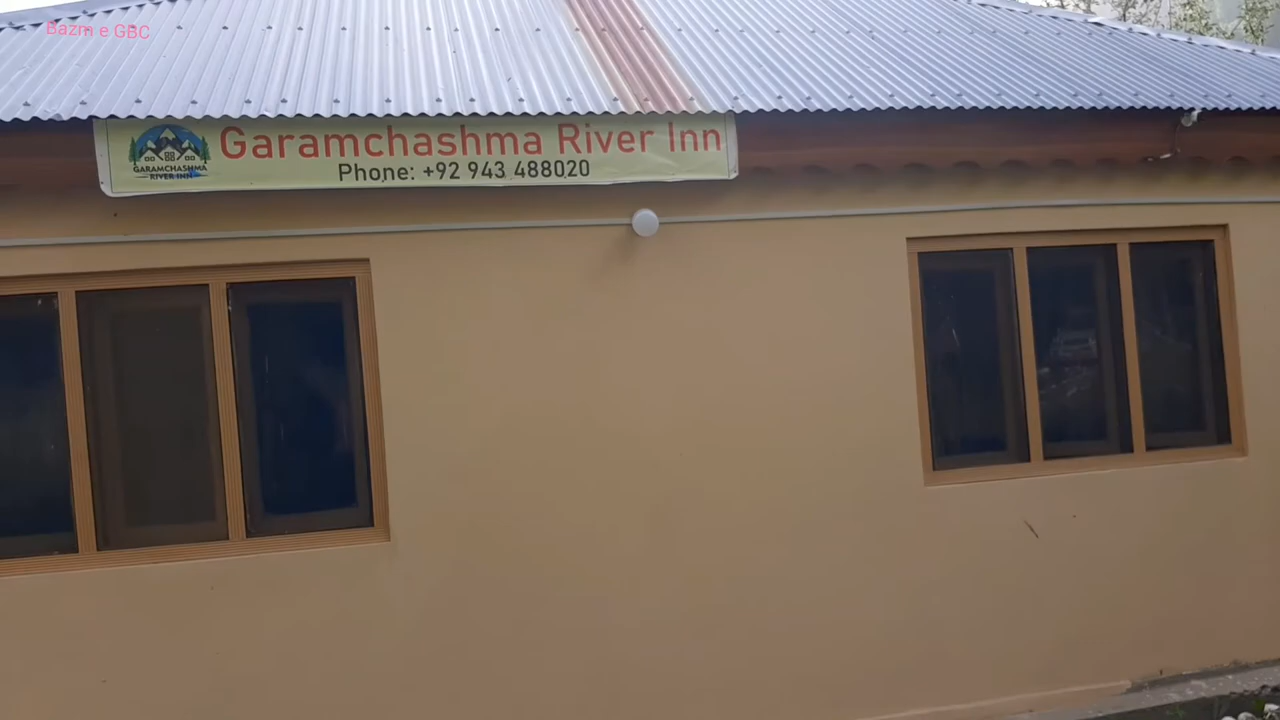 Bazm e GBC
Garamchashma River Inn
Phone: +92 943 488020
GARAMCHASHMA
RIVER INN